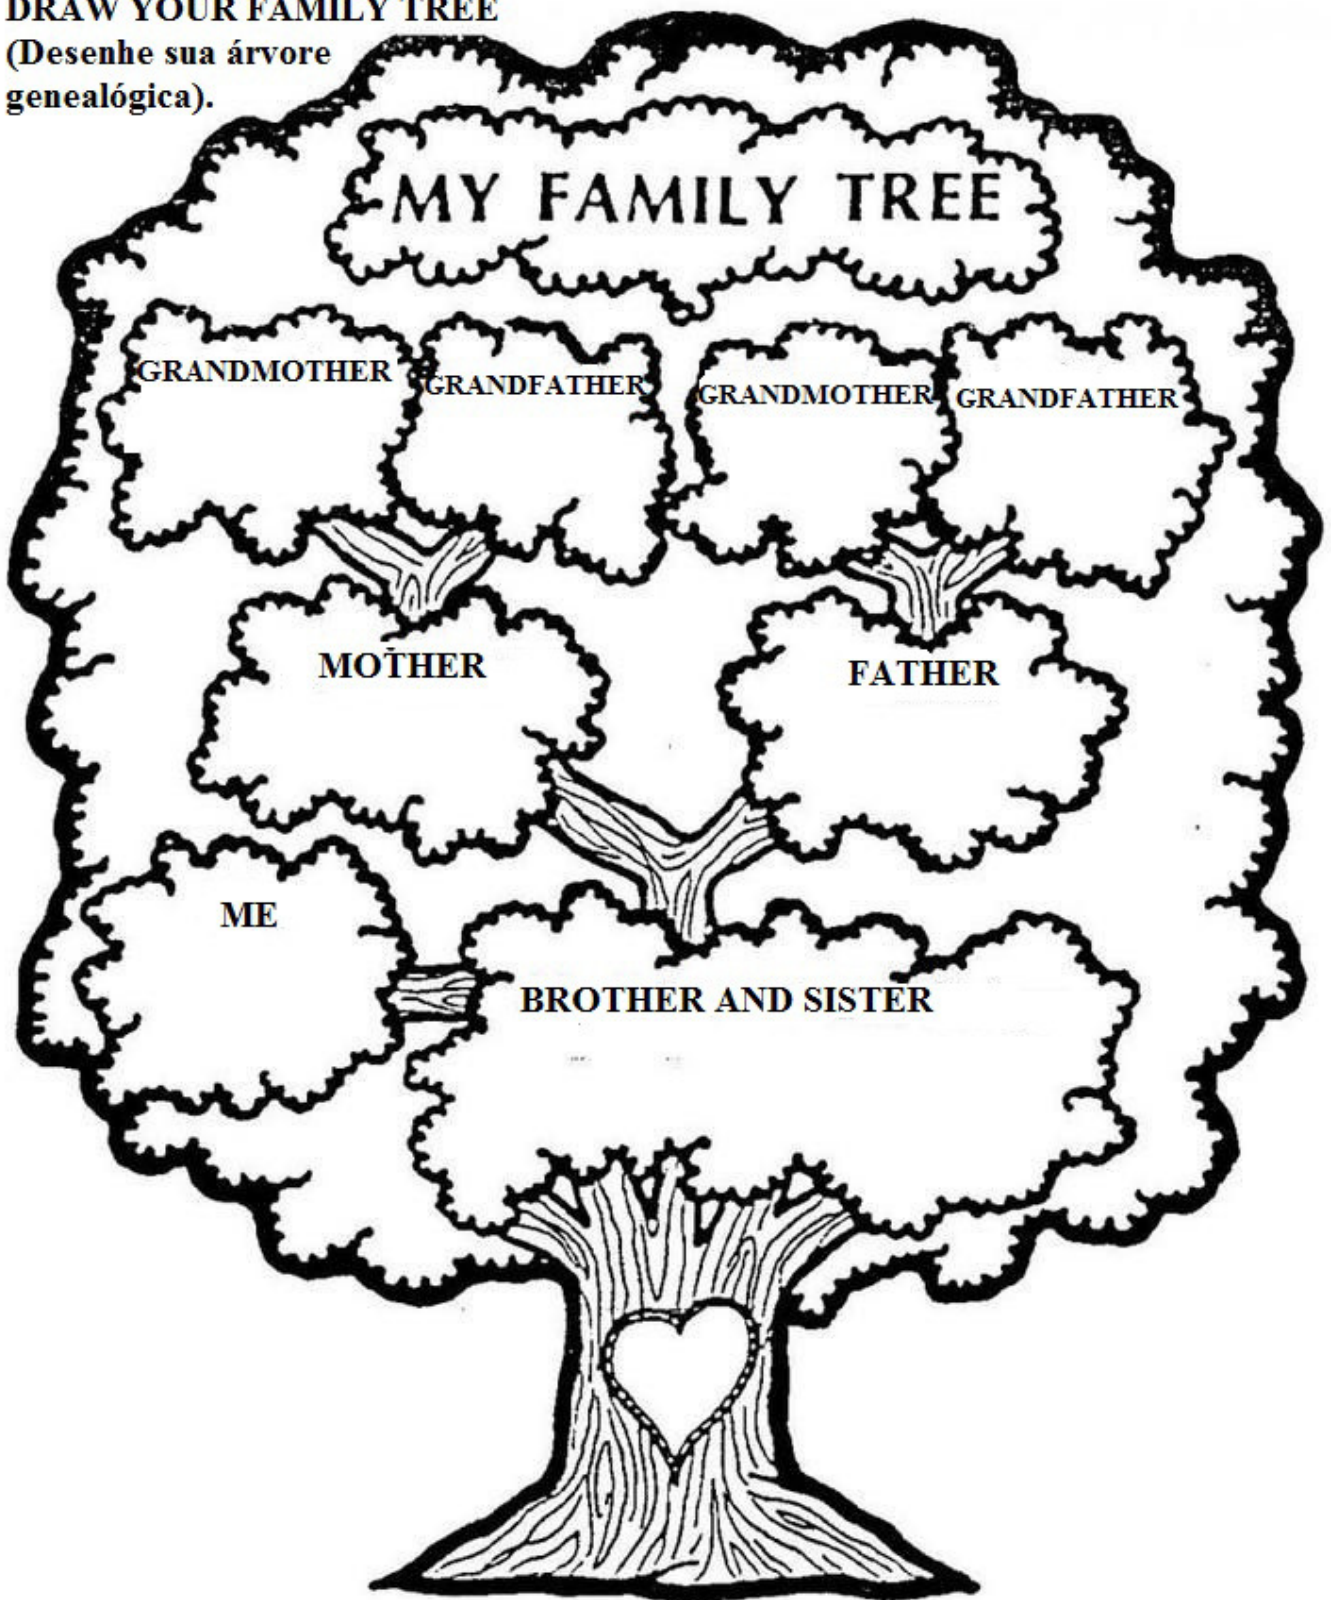 DRAW YOUR FAMILY TREE
(Desenhe sua árvore
genealógica).
MY FAMILY TREE
GRANDMOTHER
GRANDFATHER
GRANDMOTHER
GRANDFATHER
MOTHER
FATHER
ME
BROTHER AND SISTER